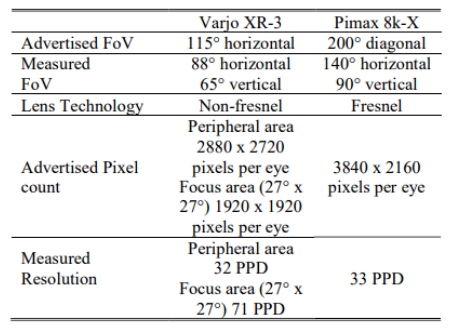 Varjo XR-3 Pimax 8k-X
Advertised FoV 115° horizontal 200° diagonal
Measured 88° horizontal 140° horizontal
FoV 65° vertical 90° vertical
Lens Technology Non-fresnel Fresnel
Peripheral area
2880 x 2720
Advertised Pixel pixels per eye 3840 x 2160
count Focus area (27° x pixels per eye
27°) 1920 x 1920
pixels per eye
Peripheral area
Measured 32 PPD
Resolution Focus area (27° x 33 PPD
27°) 71 PPD